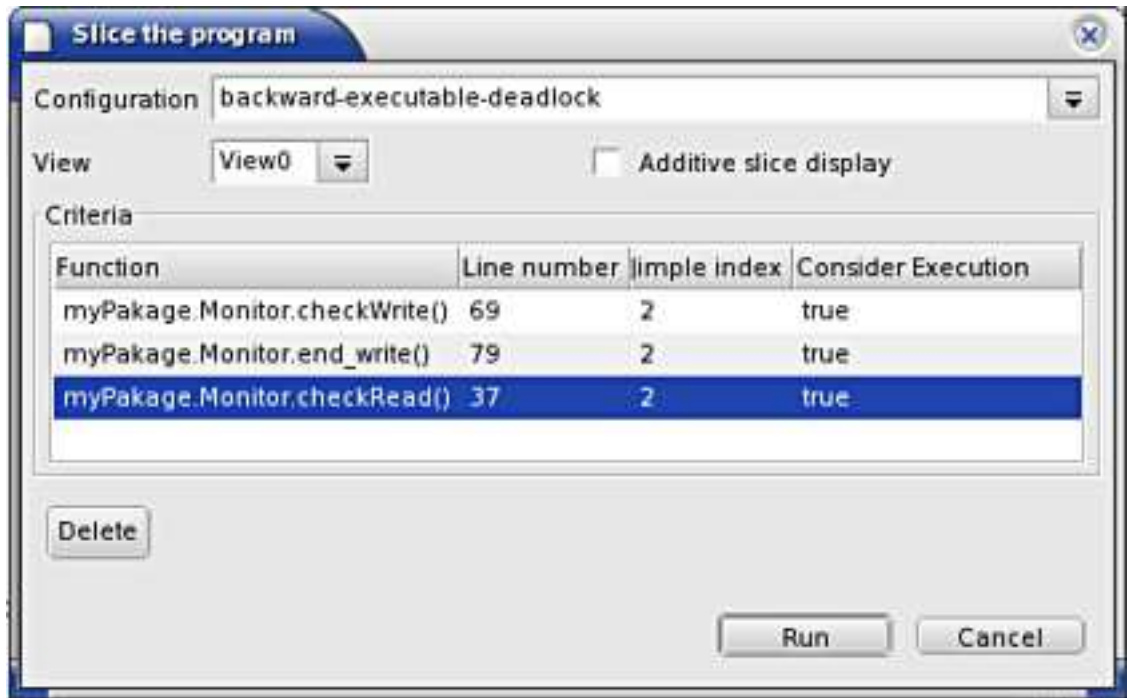 Slice the program
Configuration backward-executable-deadlock
View View0 Additive slice display
Criteria
Function Line number Jimple index Consider Execution
myPakage.Monitor.checkWrite() 69 2 true
myPakage.Monitor.end_write() 79 2 true
myPakage.Monitor.checkRead() 37 2 true
Delete
Run Cancel